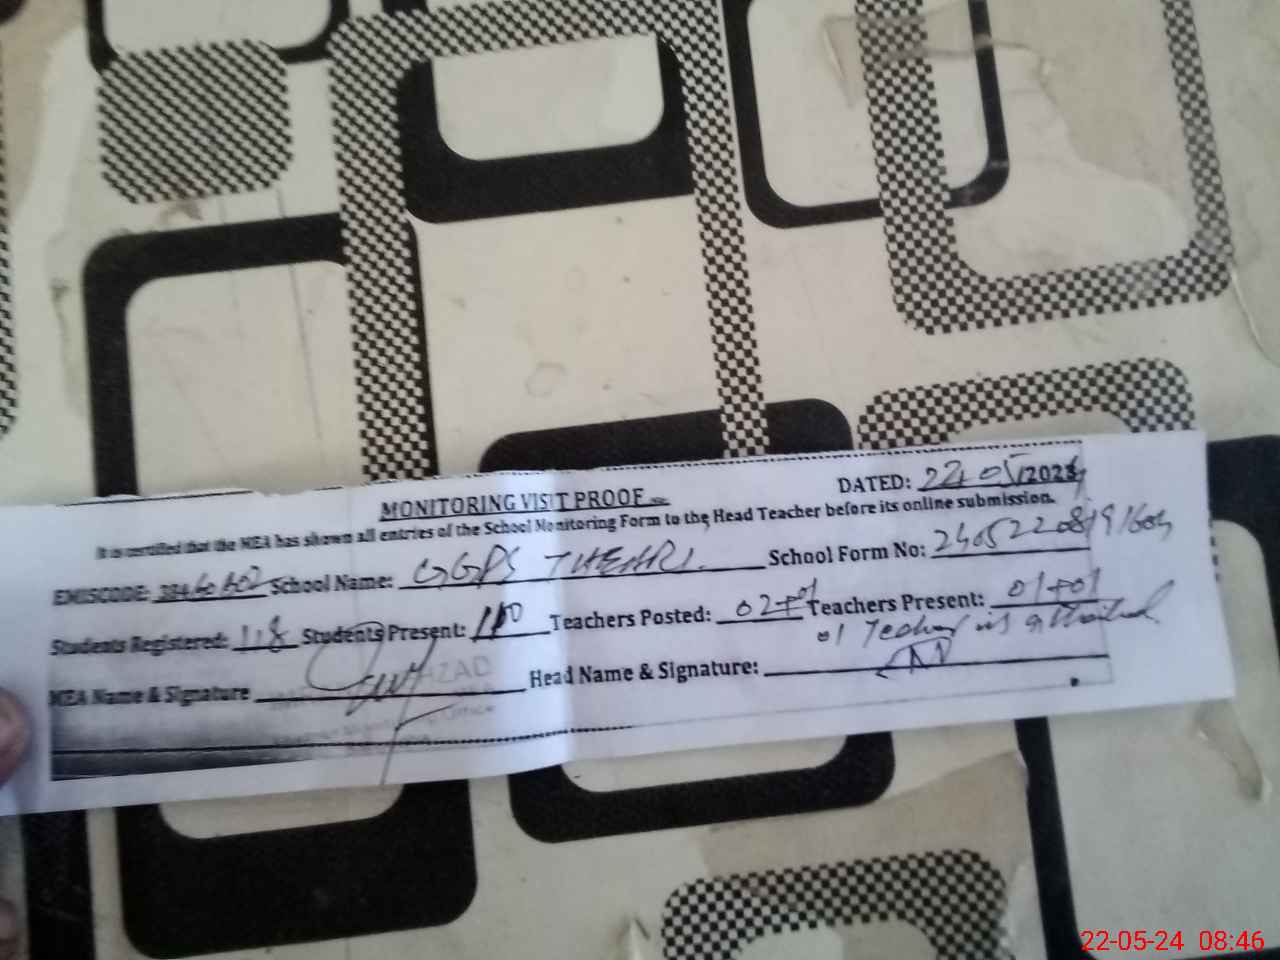 MONITORING VISIT PROOF
DATED: 22/05/2024
It is certified that the MEA has shown all entries of the School Monitoring Form to the Head Teacher before its online submission.
EMISCODE: School Name: GGPS THEHRI School Form No:
Students Registered: 118 Students Present: 110 Teachers Posted: 02+01 Teachers Present: 01+01
01 Teacher is attached
MEA Name & Signature Head Name & Signature:
22-05-24 08:46